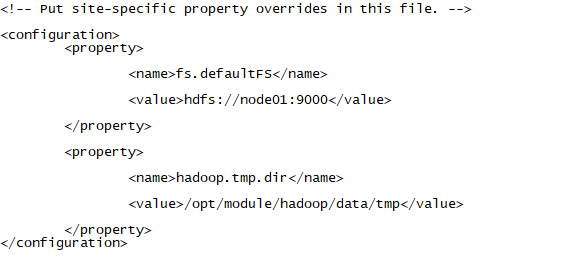 <!-- Put site-specific property overrides in this file. -->
<configuration>
<property>
<name>fs.defaultFS</name>
<value>hdfs://node01:9000</value>
</property>
<property>
<name>hadoop.tmp.dir</name>
<value>/opt/module/hadoop/data/tmp</value>
</property>
</configuration>